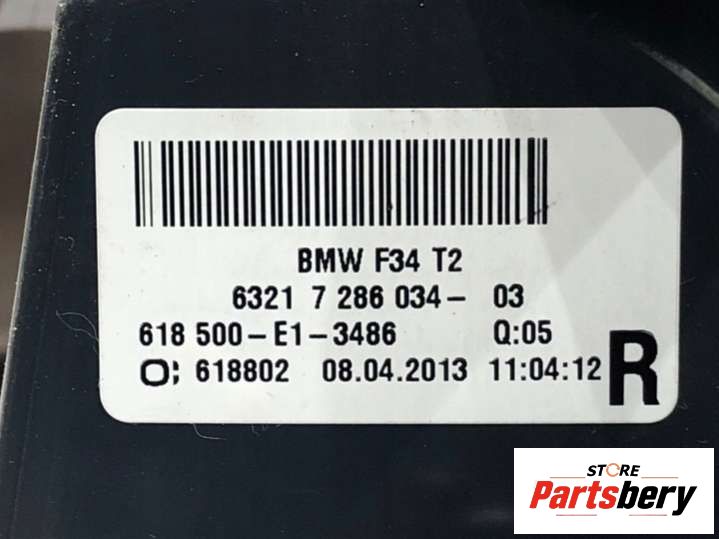 BMW F34 T2
6321 7 286 034- 03
618 500-E1-3486 Q:05
O; 618802 08.04.2013 11:04:12 R
STORE
Partsbery